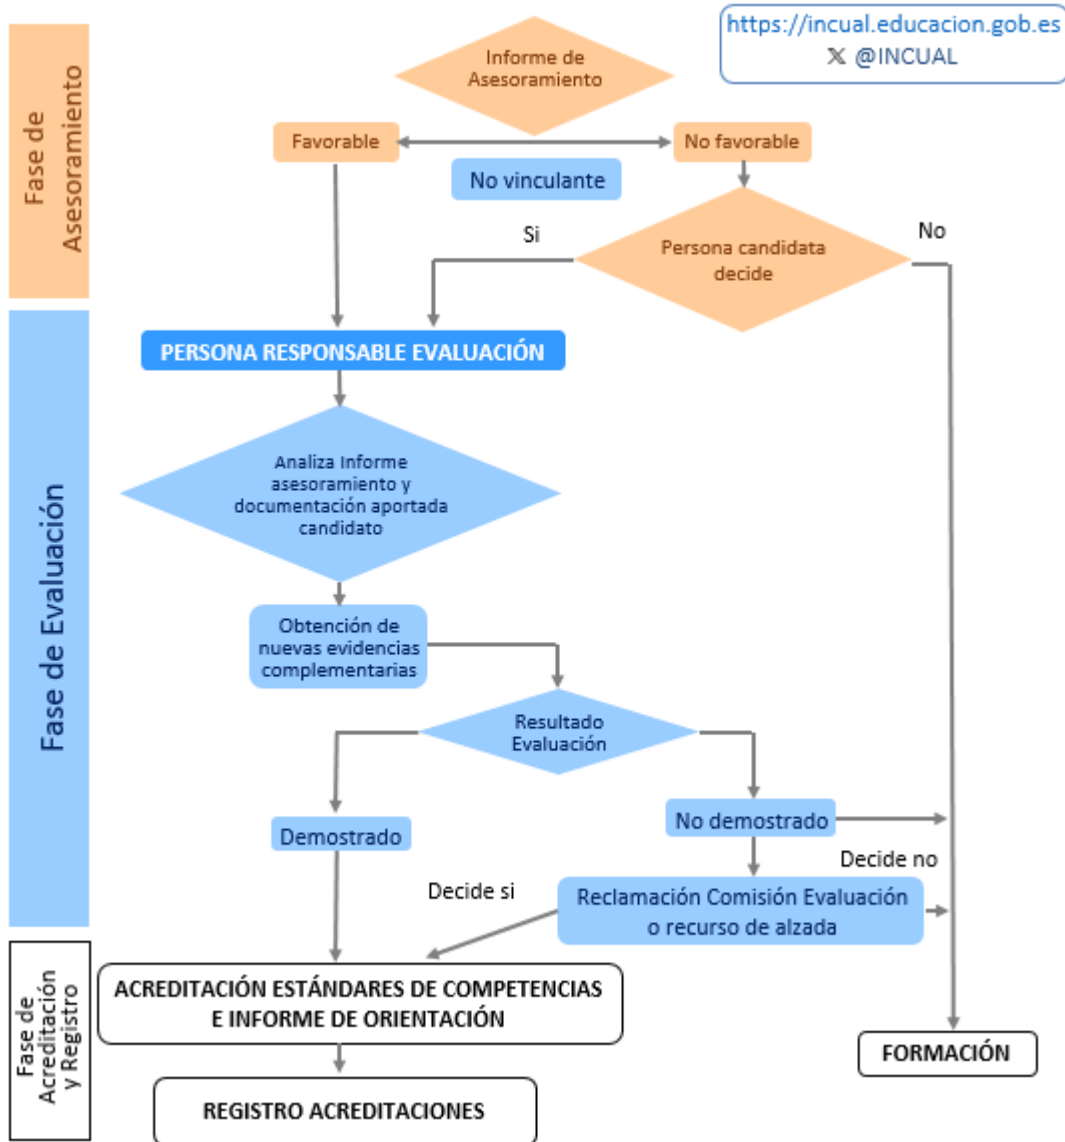 https://incual.educacion.gob.es
𝕏 @INCUAL
Fase de
Asesoramiento
Informe de
Asesoramiento
Favorable
No favorable
No vinculante
Si
No
Persona candidata
decide
Fase de Evaluación
PERSONA RESPONSABLE EVALUACIÓN
Analiza Informe
asesoramiento y
documentación aportada
candidato
Obtención de
nuevas evidencias
complementarias
Resultado
Evaluación
Demostrado
No demostrado
Decide no
Decide si
Reclamación Comisión Evaluación
o recurso de alzada
Fase de
Acreditación
y Registro
ACREDITACIÓN ESTÁNDARES DE COMPETENCIAS
E INFORME DE ORIENTACIÓN
FORMACIÓN
REGISTRO ACREDITACIONES